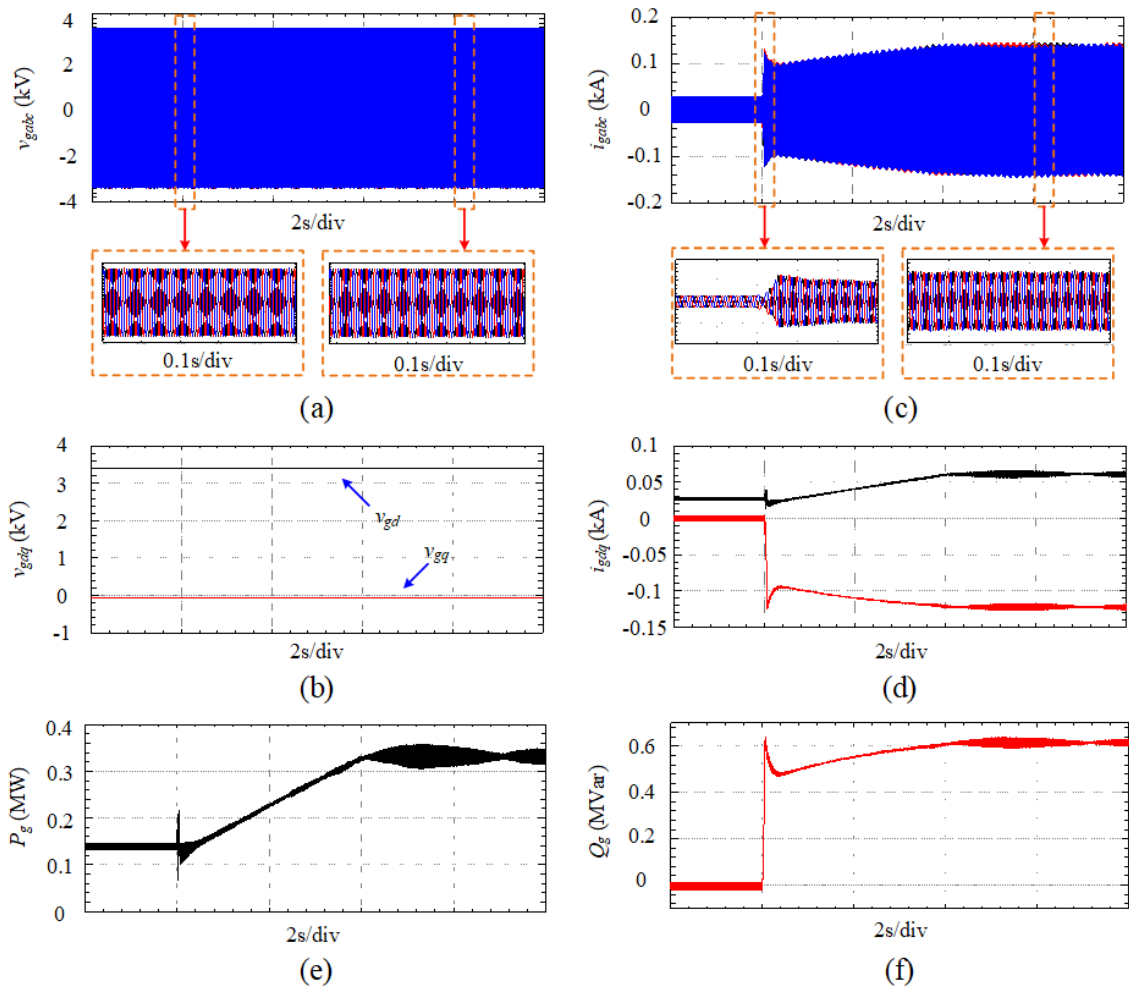 4
2
0
-2
-4
v_gabc (kV)
2s/div
0.1s/div
0.1s/div
(a)
0.2
0.1
0
-0.1
-0.2
i_gabc (kA)
2s/div
0.1s/div
0.1s/div
(c)
4
3
2
1
0
-1
v_gdq (kV)
v_gd
v_gq
2s/div
(b)
0.1
0.05
0
-0.05
-0.1
-0.15
i_gdq (kA)
2s/div
(d)
0.4
0.3
0.2
0.1
0
P_g (MW)
2s/div
(e)
0.6
0.4
0.2
0
Q_g (MVar)
2s/div
(f)